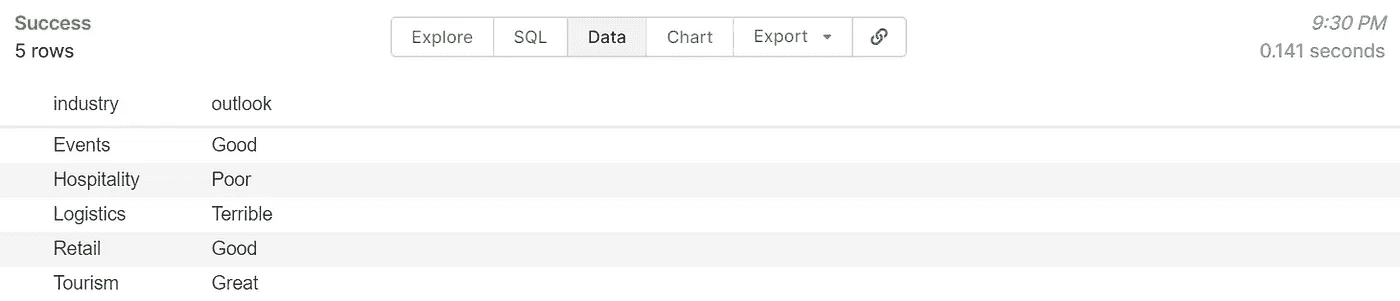 Success
5 rows
Explore SQL Data Chart Export
9:30 PM
0.141 seconds
industry outlook
Events Good
Hospitality Poor
Logistics Terrible
Retail Good
Tourism Great